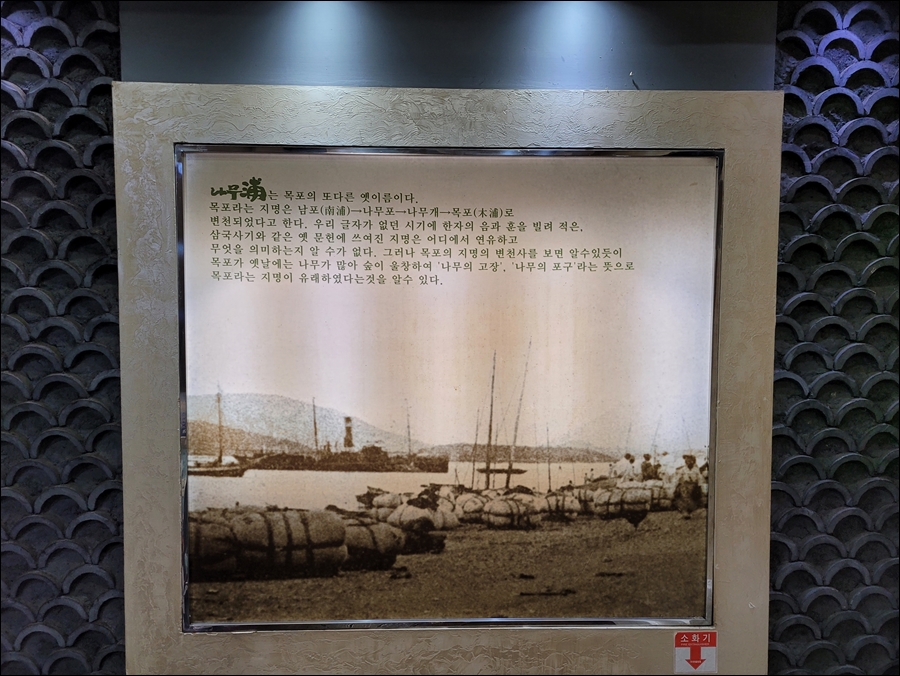 나무浦는 목포의 또다른 옛이름이다.
목포라는 지명은 남포(南浦)→나무포→나무개→목포(木浦)로
변천되었다고 한다. 우리 글자가 없던 시기에 한자의 음과 훈을 빌려 적은,
삼국사기와 같은 옛 문헌에 쓰여진 지명은 어디에서 연유하고
무엇을 의미하는지 알 수가 없다. 그러나 목포의 지명의 변천사를 보면 알수있듯이
목포가 옛날에는 나무가 많아 숲이 울창하여 '나무의 고장', '나무의 포구'라는 뜻으로
목포라는 지명이 유래하였다는것을 알수 있다.
소화기